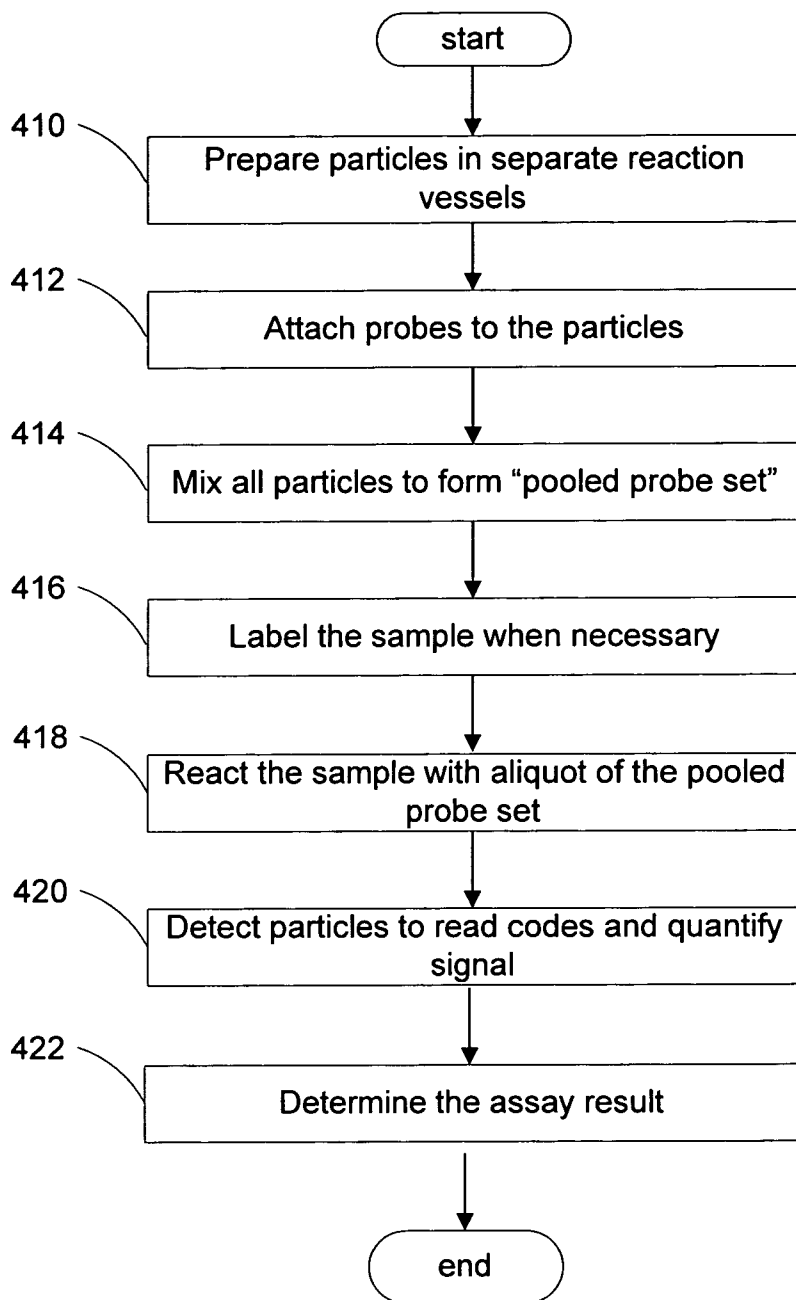 start
410
Prepare particles in separate reaction
vessels
412
Attach probes to the particles
414
Mix all particles to form “pooled probe set”
416
Label the sample when necessary
418
React the sample with aliquot of the pooled
probe set
420
Detect particles to read codes and quantify
signal
422
Determine the assay result
end